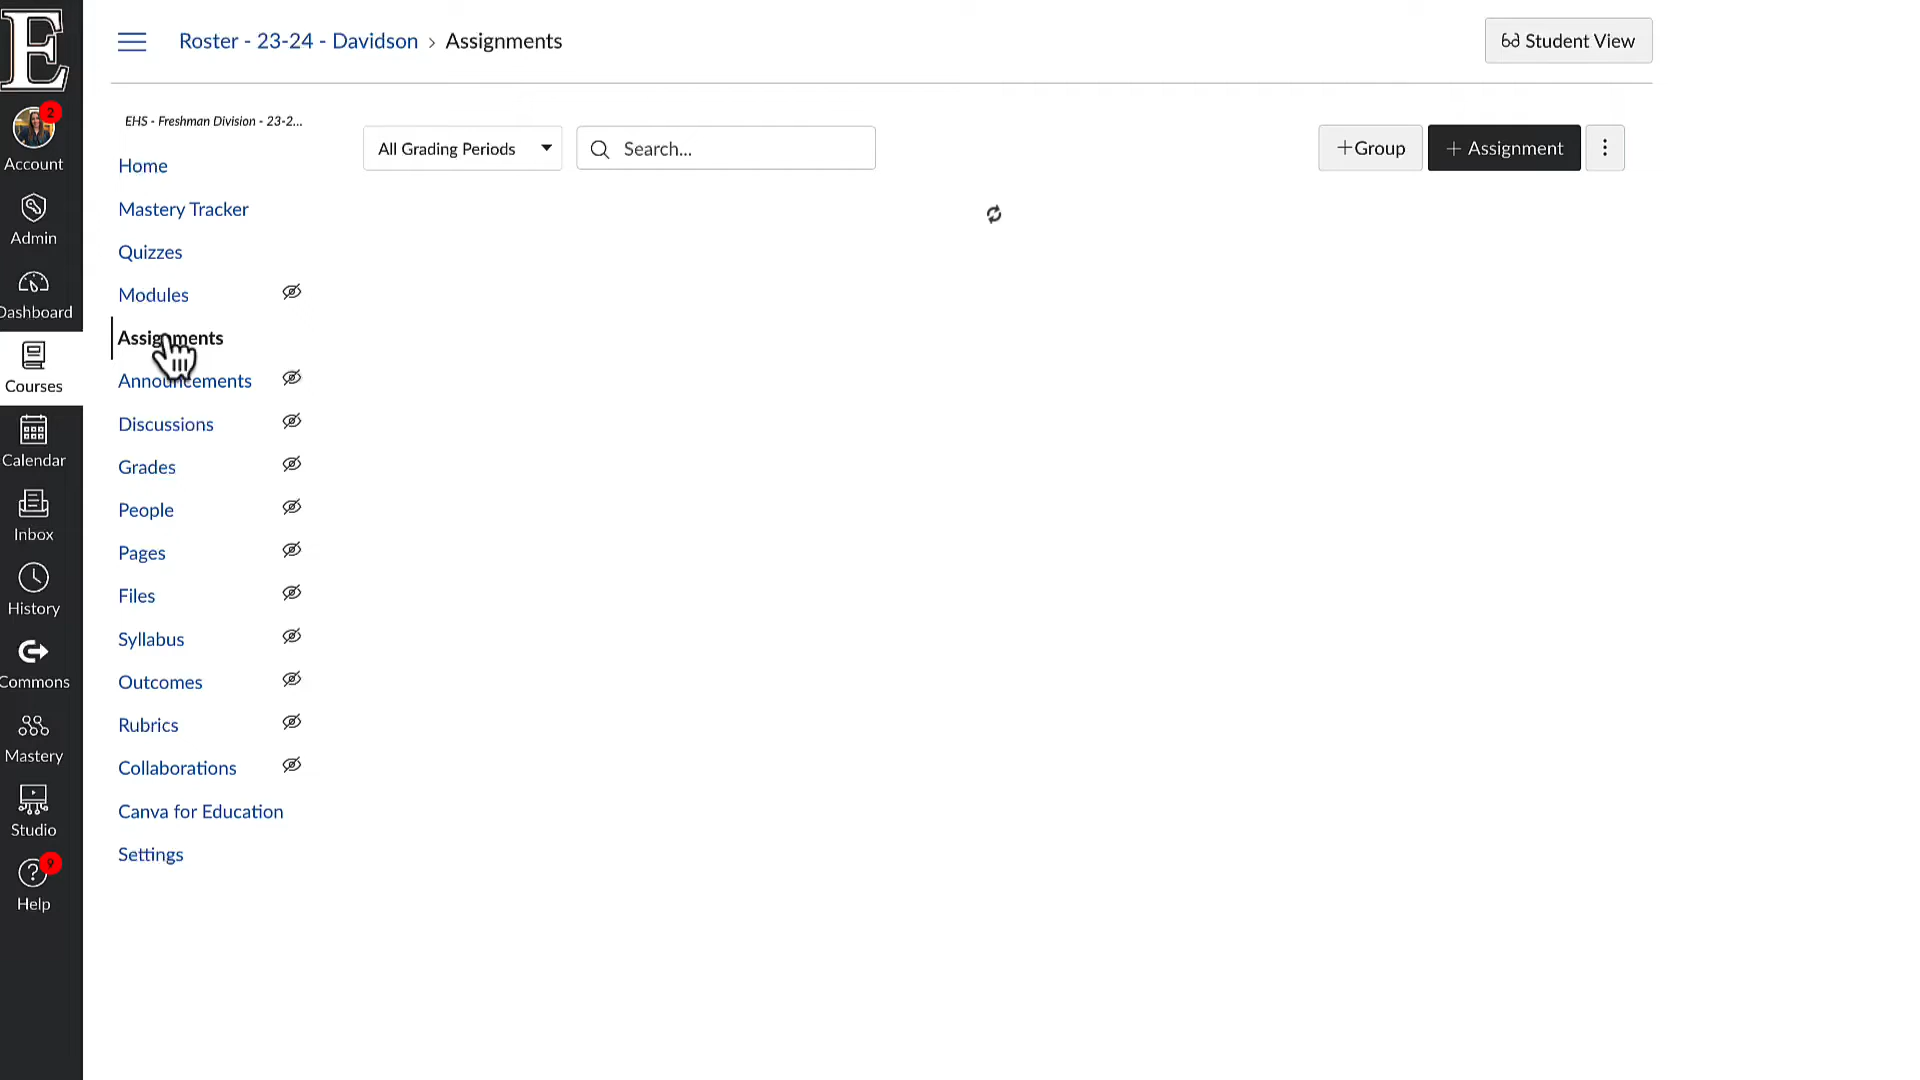 E
Roster - 23-24 - Davidson › Assignments
Student View
2
Account
Admin
Dashboard
Courses
Calendar
Inbox
History
Commons
Mastery
Studio
9
Help
EHS - Freshman Division - 23-2...
Home
Mastery Tracker
Quizzes
Modules
Assignments
Announcements
Discussions
Grades
People
Pages
Files
Syllabus
Outcomes
Rubrics
Collaborations
Canva for Education
Settings
All Grading Periods
Search...
+Group
+ Assignment